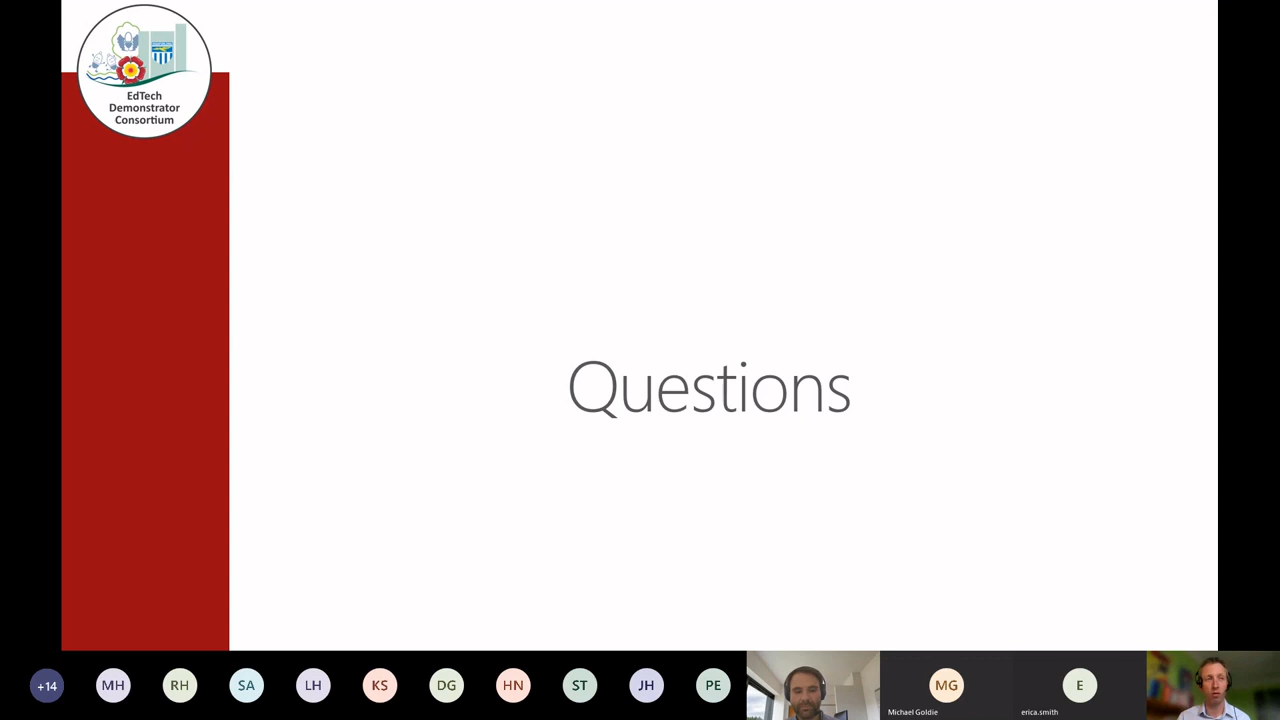 EdTech
Demonstrator
Consortium
Questions
+14
MH
RH
SA
LH
KS
DG
HN
ST
JH
PE
MG
Michael Goldie
E
erica.smith